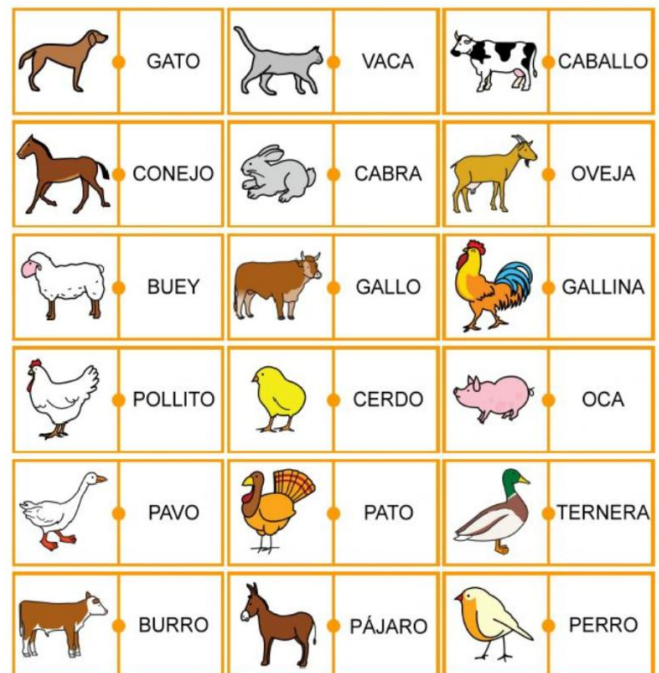 GATO
VACA
CABALLO
CONEJO
CABRA
OVEJA
BUEY
GALLO
GALLINA
POLLITO
CERDO
OCA
PAVO
PATO
TERNERA
BURRO
PÁJARO
PERRO